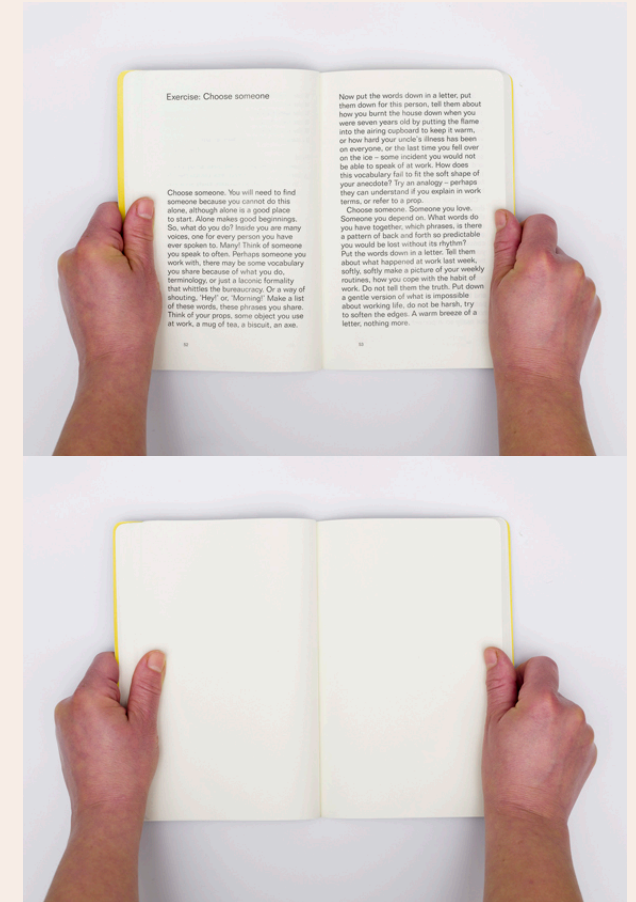 Exercise: Choose someone
Choose someone. You will need to find
someone because you cannot do this
alone, although alone is a good place
to start. Alone makes good beginnings.
So, what do you do? Inside you are many
voices, one for every person you have
ever spoken to. Many! Think of someone
you speak to often. Perhaps someone you
work with, there may be some vocabulary
you share because of what you do,
terminology, or just a laconic formality
that whittles the bureaucracy. Or a way of
shouting, 'Hey!' or, 'Morning!' Make a list
of these words, these phrases you share.
Think of your props, some object you use
at work, a mug of tea, a biscuit, an axe.
Now put the words down in a letter, put
them down for this person, tell them about
how you burnt the house down when you
were seven years old by putting the flame
into the airing cupboard to keep it warm,
or how hard your uncle's illness has been
on everyone, or the last time you fell over
on the ice – some incident you would not
be able to speak of at work. How does
this vocabulary fail to fit the soft shape of
your anecdote? Try an analogy – perhaps
they can understand if you explain in work
terms, or refer to a prop.
Choose someone. Someone you love.
Someone you depend on. What words do
you have together, which phrases, is there
a pattern of back and forth so predictable
you would be lost without its rhythm?
Put the words down in a letter. Tell them
about what happened at work last week,
softly, softly make a picture of your weekly
routines, how you cope with the habit of
work. Do not tell them the truth. Put down
a gentle version of what is impossible
about working life, do not be harsh, try
to soften the edges. A warm breeze of a
letter, nothing more.